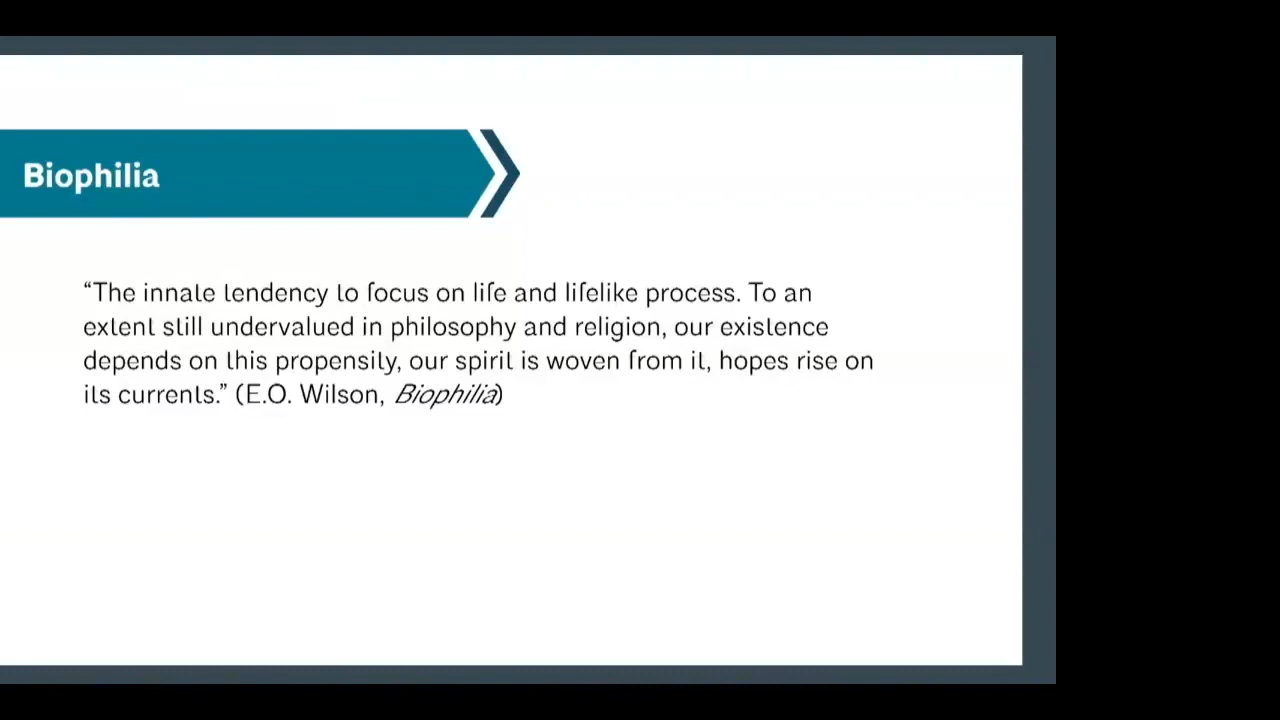 Biophilia
“The innate tendency to focus on life and lifelike process. To an
extent still undervalued in philosophy and religion, our existence
depends on this propensity, our spirit is woven from it, hopes rise on
its currents.” (E.O. Wilson, Biophilia)